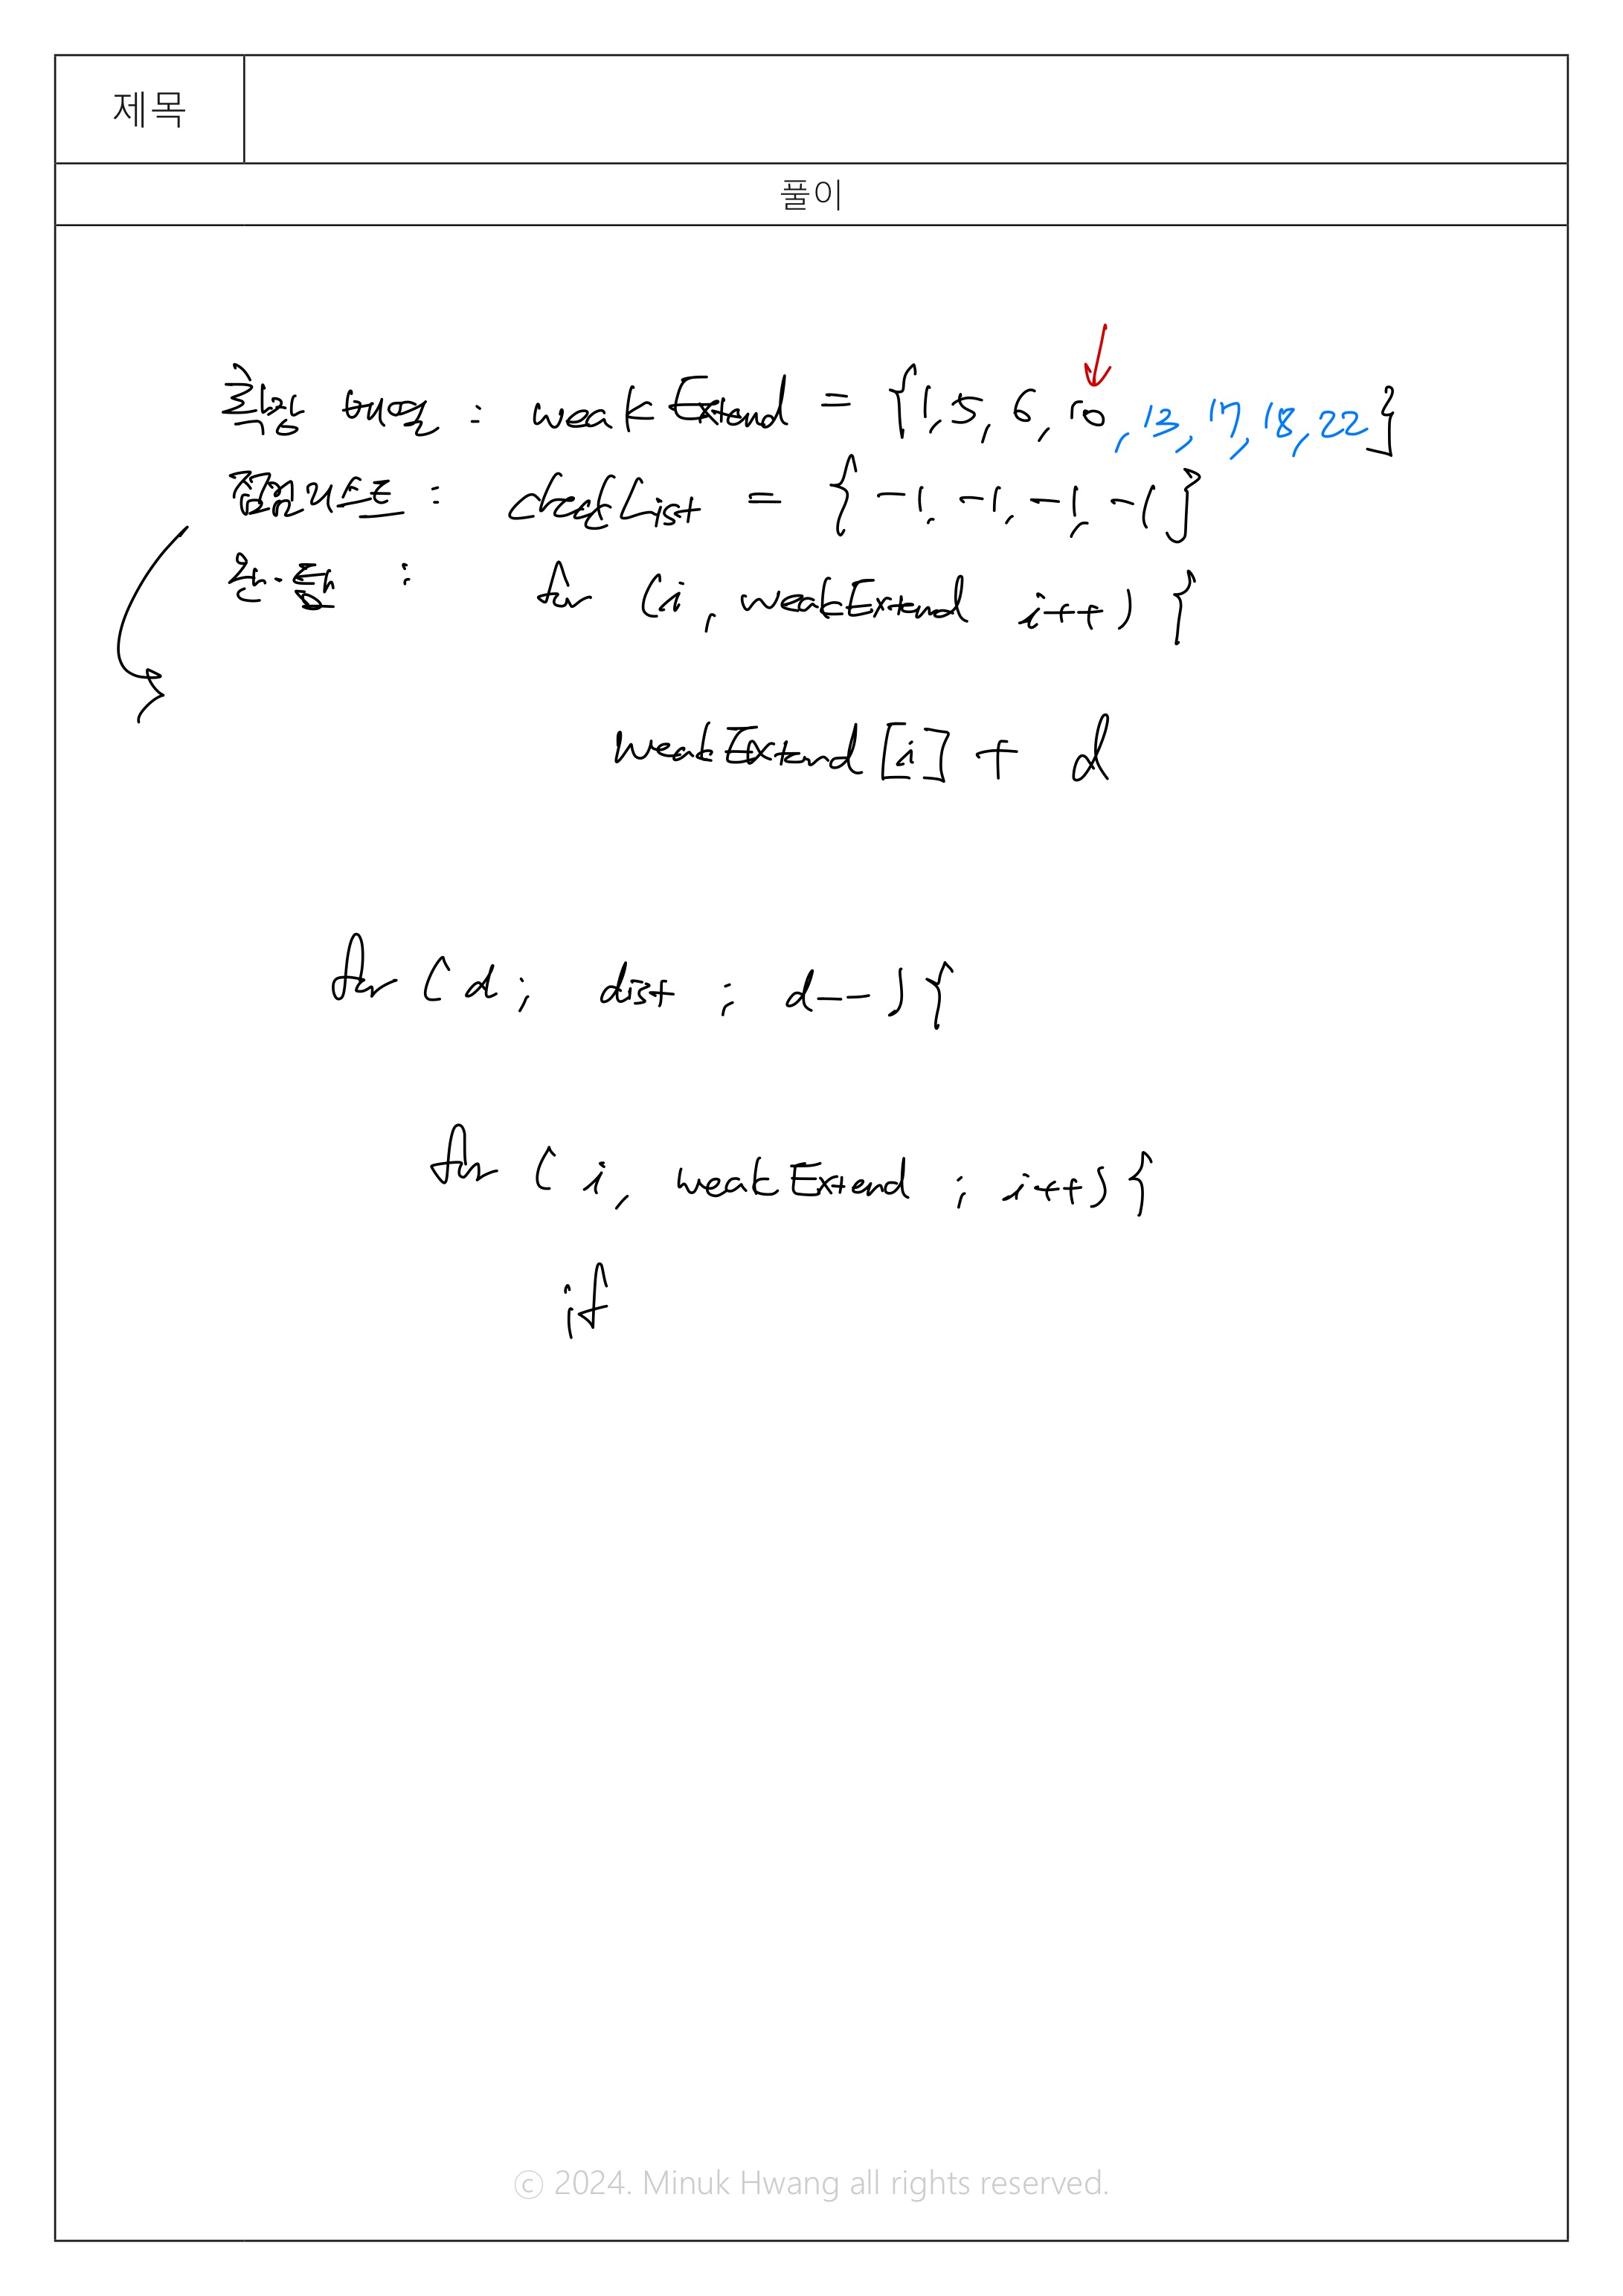 제목
풀이
확장 배열 : weakExtend = {1, 5, 6, 10, 13, 17, 18, 22}
점검리스트 : checkList = {-1, -1, -1, -1}
for (i, weakExtend i++) }
weakExtend[i] + d
for (d; dist ; d--){
for ( i, weakExtend ; i++){
if
ⓒ 2024. Minuk Hwang all rights reserved.